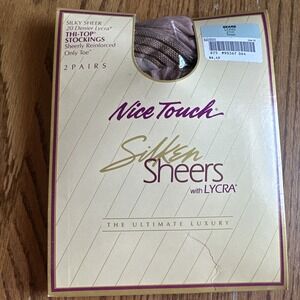 SILKY SHEER
20 Denier Lycra®
THI-TOP®
STOCKINGS
Sheerly Reinforced
Only Toe
2 PAIRS
SEARS
Nice Touch
Silken
Sheers
with LYCRA®
THE ULTIMATE LUXURY